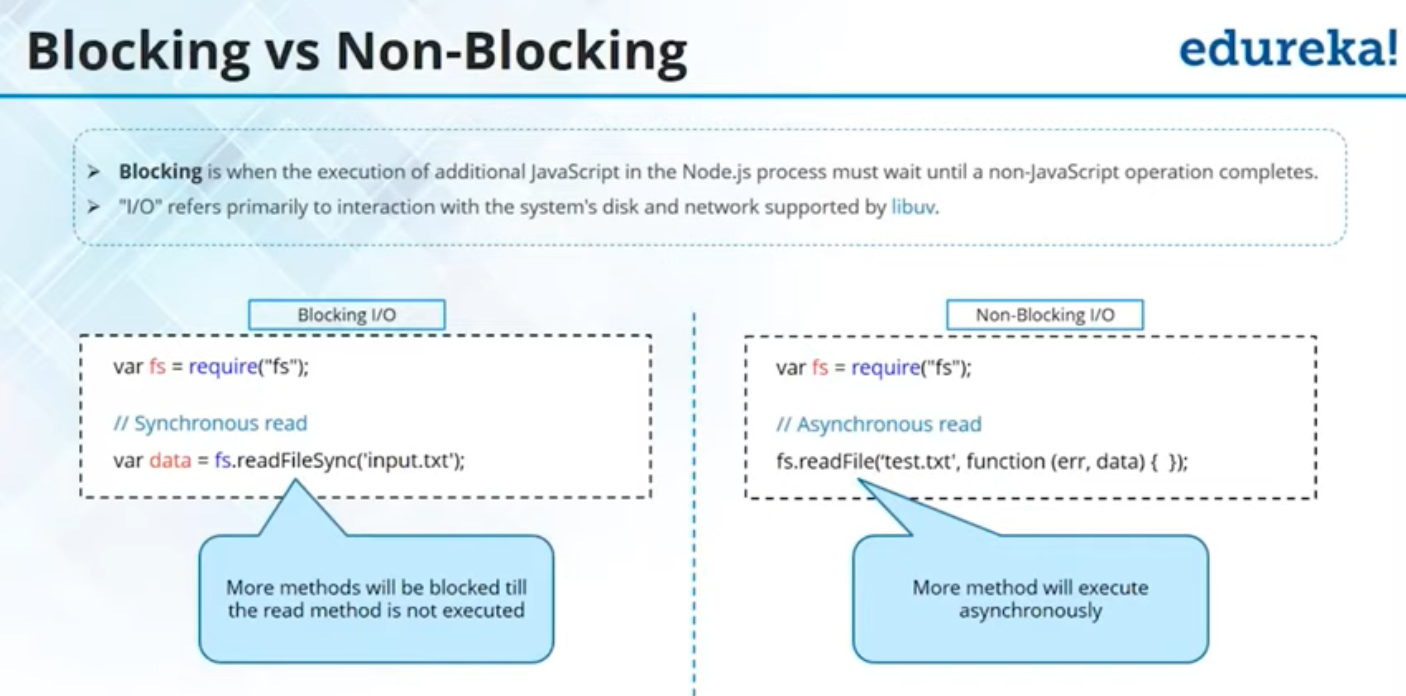 Blocking vs Non-Blocking
edureka!
➤ Blocking is when the execution of additional JavaScript in the Node.js process must wait until a non-JavaScript operation completes.
➤ "I/O" refers primarily to interaction with the system's disk and network supported by libuv.
Blocking I/O
var fs = require("fs");
// Synchronous read
var data = fs.readFileSync('input.txt');
More methods will be blocked till
the read method is not executed
Non-Blocking I/O
var fs = require("fs");
// Asynchronous read
fs.readFile('test.txt', function (err, data) { });
More method will execute
asynchronously